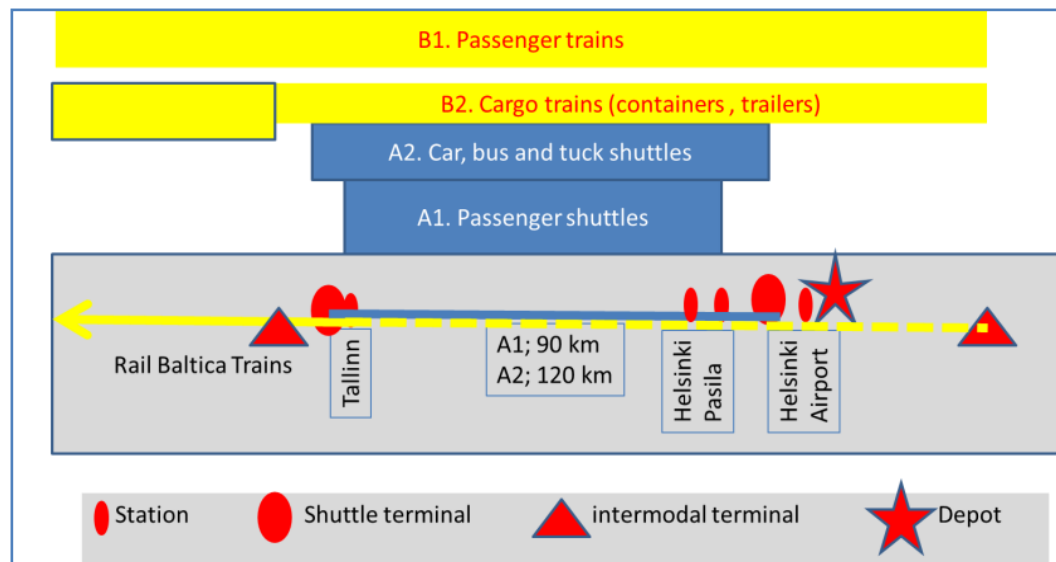 B1. Passenger trains
B2. Cargo trains (containers , trailers)
A2. Car, bus and tuck shuttles
A1. Passenger shuttles
Rail Baltica Trains
Tallinn
A1; 90 km
A2; 120 km
Helsinki
Pasila
Helsinki
Airport
Station
Shuttle terminal
intermodal terminal
Depot